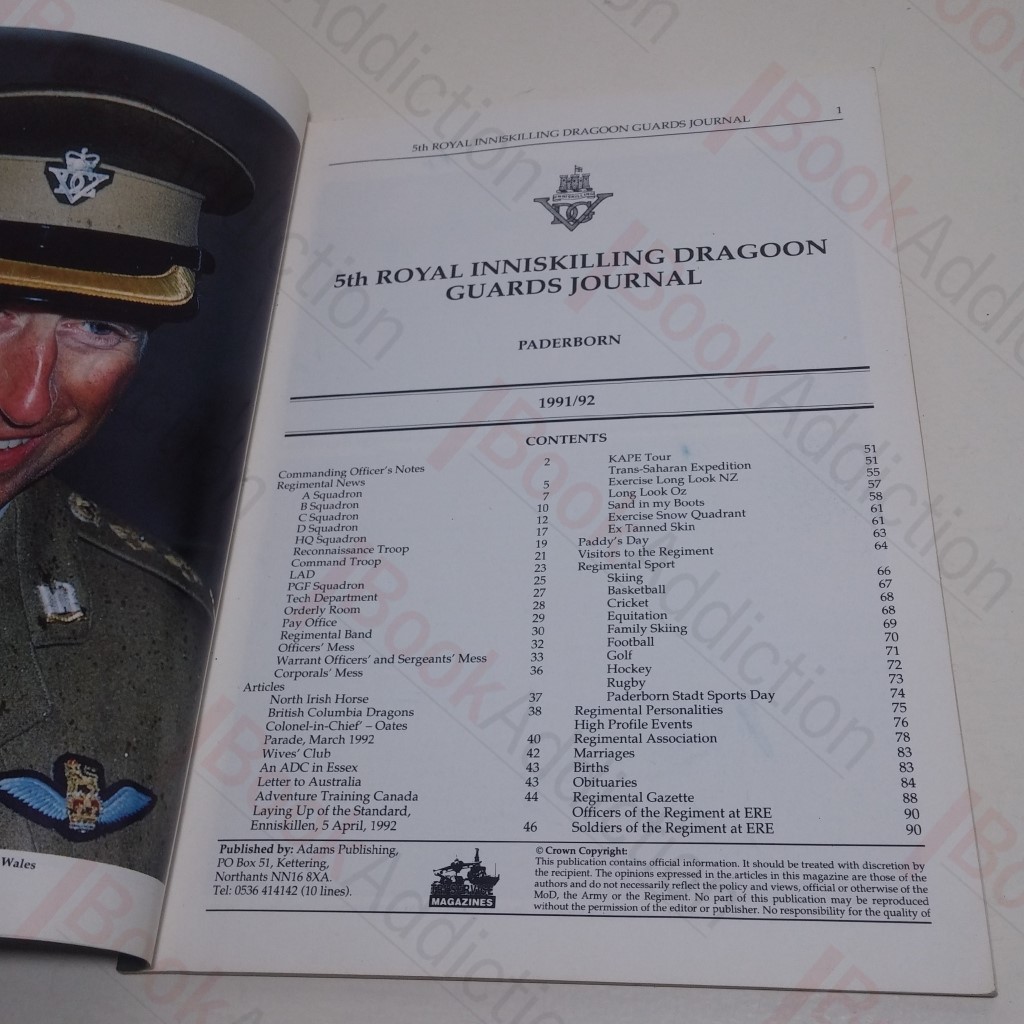 5th ROYAL INNISKILLING DRAGOON GUARDS JOURNAL 1
INNISKILLING
5th ROYAL INNISKILLING DRAGOON
GUARDS JOURNAL
PADERBORN
1991/92
CONTENTS
Commanding Officer's Notes 2
Regimental News
A Squadron 5
B Squadron 7
C Squadron 10
D Squadron 12
HQ Squadron 17
Reconnaissance Troop 19
Command Troop 21
LAD 23
PGF Squadron 25
Tech Department 27
Orderly Room 28
Pay Office 29
Regimental Band 30
Officers' Mess 32
Warrant Officers' and Sergeants' Mess 33
Corporals' Mess 36
Articles
North Irish Horse 37
British Columbia Dragons 38
Colonel-in-Chief' – Oates
Parade, March 1992 40
Wives' Club 42
An ADC in Essex 43
Letter to Australia 43
Adventure Training Canada 44
Laying Up of the Standard,
Enniskillen, 5 April, 1992 46
KAPE Tour 51
Trans-Saharan Expedition 51
Exercise Long Look NZ 55
Long Look Oz 57
Sand in my Boots 58
Exercise Snow Quadrant 61
Ex Tanned Skin 61
Paddy's Day 63
Visitors to the Regiment 64
Regimental Sport
Skiing 66
Basketball 67
Cricket 68
Equitation 68
Family Skiing 69
Football 70
Golf 71
Hockey 72
Rugby 73
Paderborn Stadt Sports Day 74
Regimental Personalities 75
High Profile Events 76
Regimental Association 78
Marriages 83
Births 83
Obituaries 84
Regimental Gazette 88
Officers of the Regiment at ERE 90
Soldiers of the Regiment at ERE 90
Published by: Adams Publishing,
PO Box 51, Kettering,
Northants NN16 8XA.
Tel: 0536 414142 (10 lines).
MAGAZINES
© Crown Copyright:
This publication contains official information. It should be treated with discretion by
the recipient. The opinions expressed in the articles in this magazine are those of the
authors and do not necessarily reflect the policy and views, official or otherwise of the
MoD, the Army or the Regiment. No part of this publication may be reproduced
without the permission of the editor or publisher. No responsibility for the quality of
Wales
BookAddiction